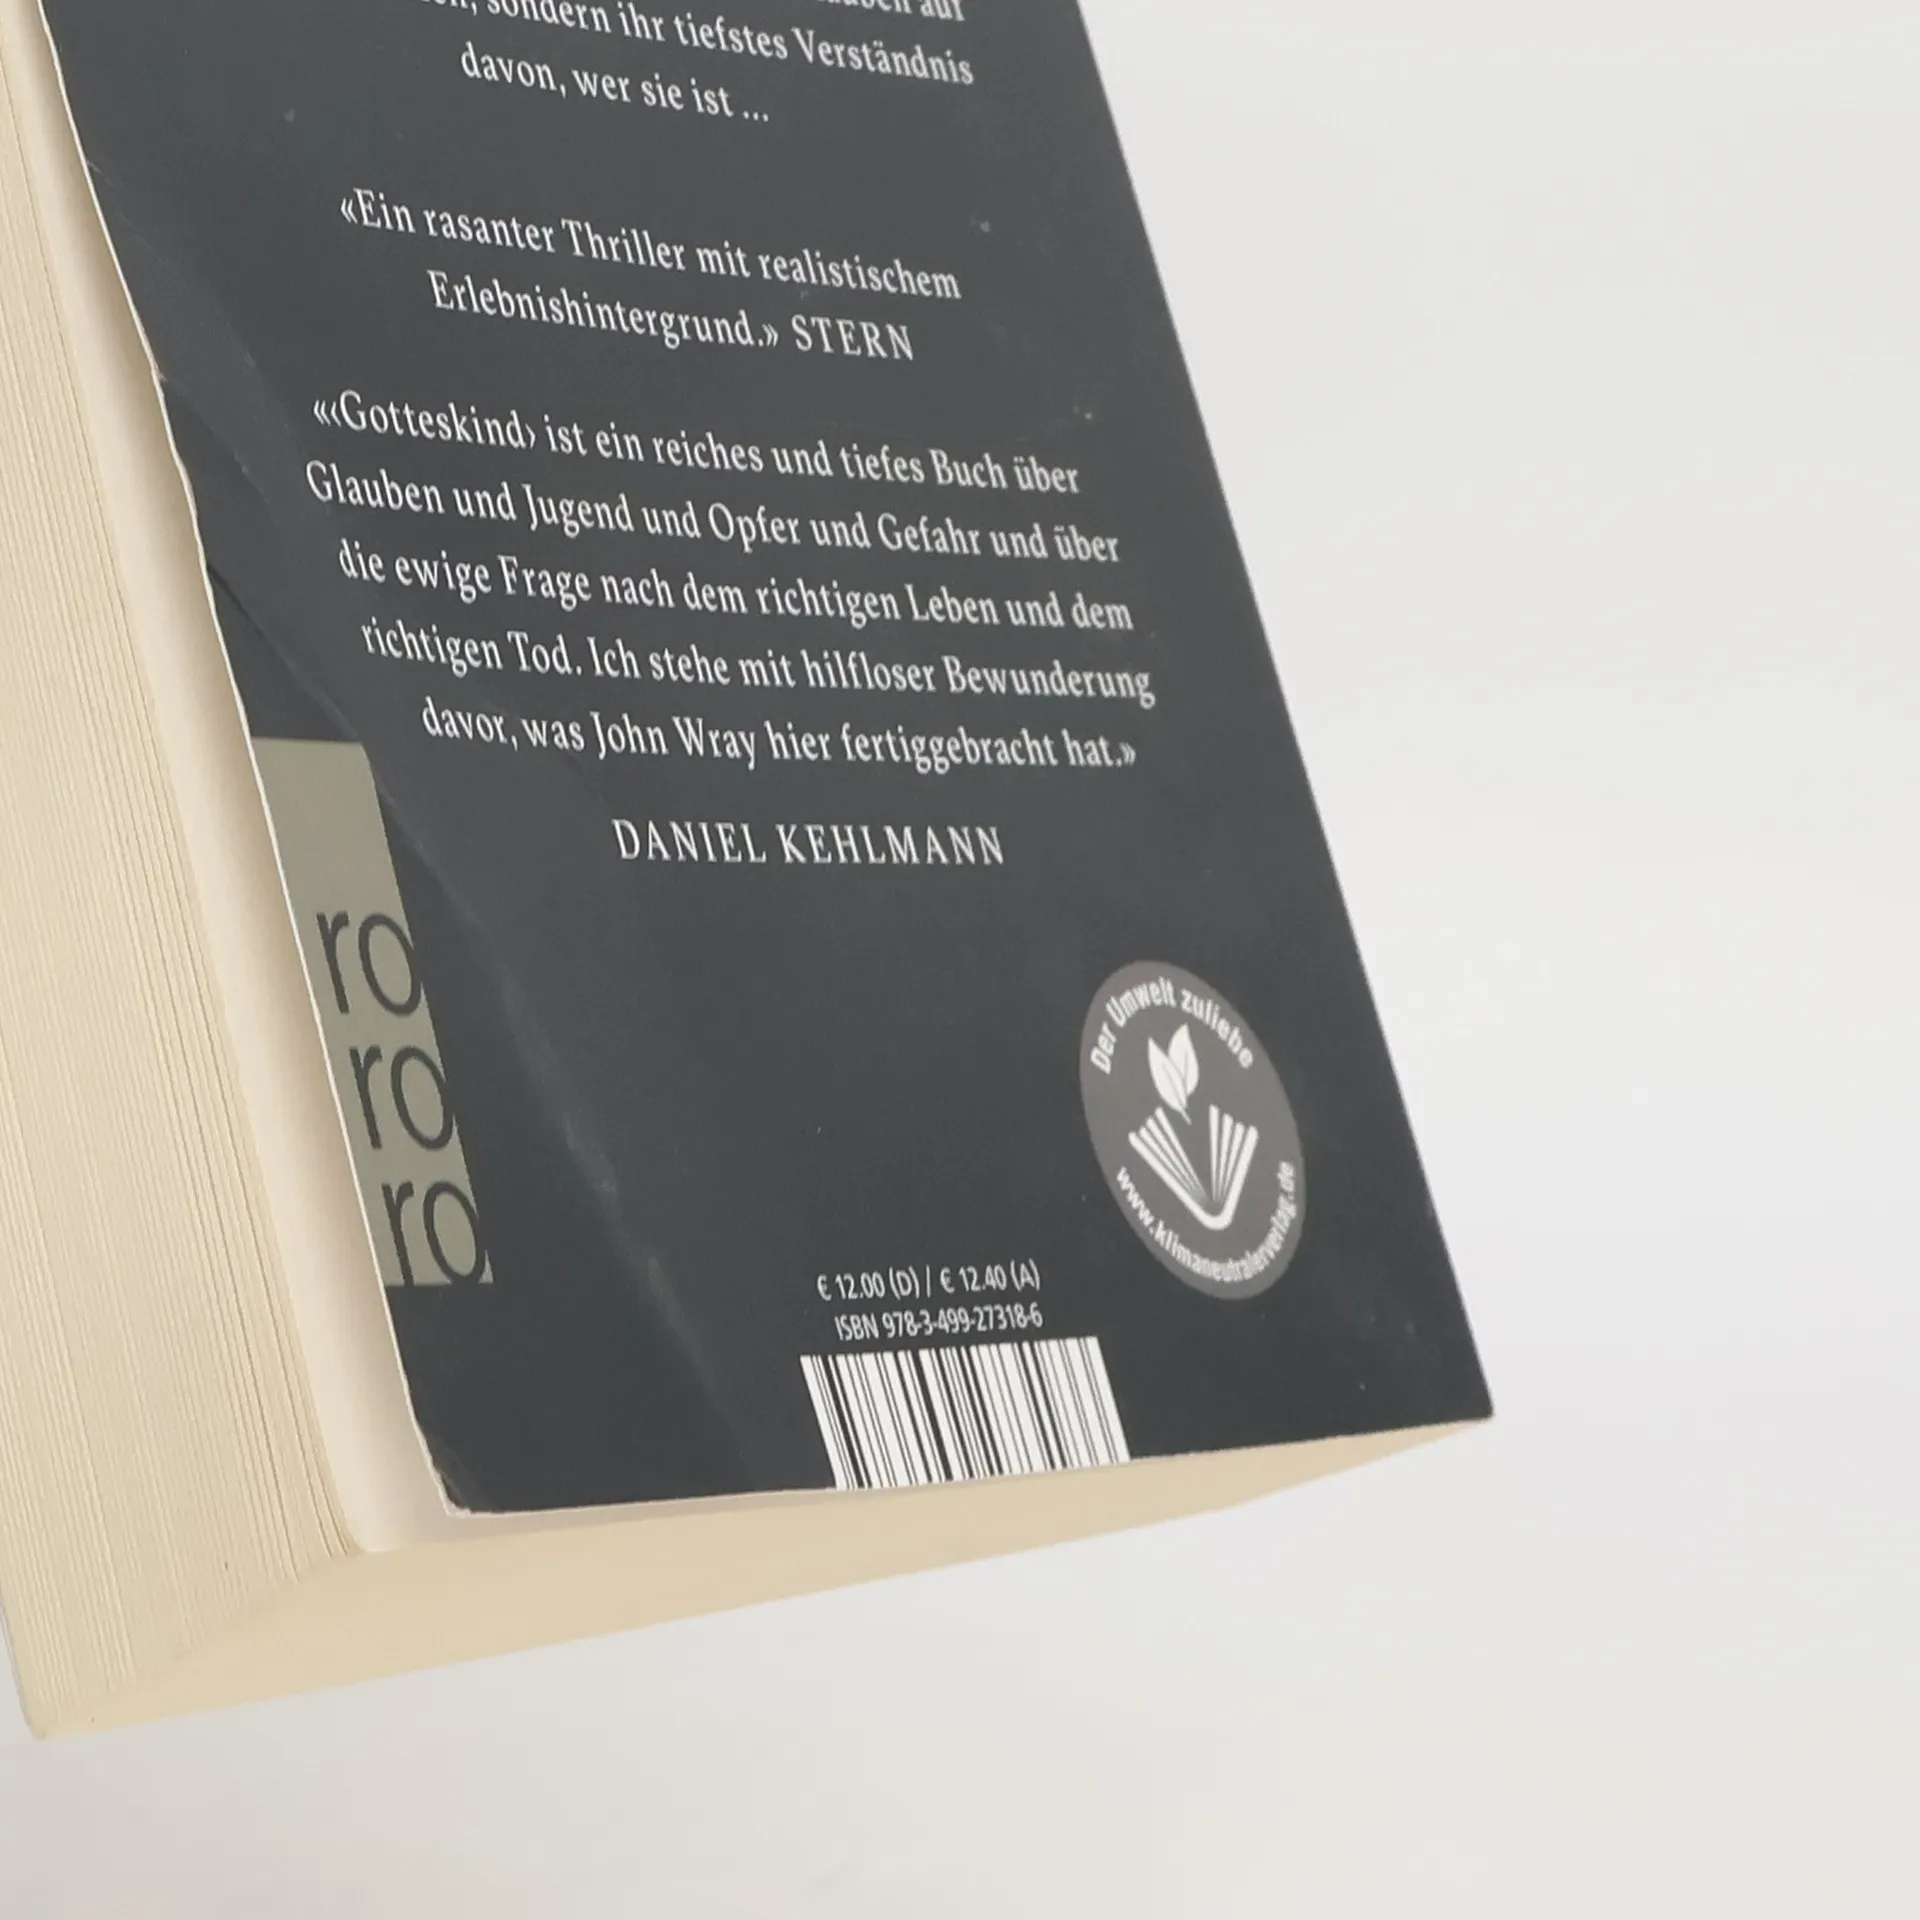 auf
sondern ihr tiefstes Verständnis
davon, wer sie ist ...
«Ein rasanter Thriller mit realistischem
Erlebnishintergrund.» STERN
«‹Gotteskind› ist ein reiches und tiefes Buch über
Glauben und Jugend und Opfer und Gefahr und über
die ewige Frage nach dem richtigen Leben und dem
richtigen Tod. Ich stehe mit hilfloser Bewunderung
davor, was John Wray hier fertiggebracht hat.»
DANIEL KEHLMANN
ro
ro
ro
Der Umwelt zuliebe
www.klimaneutralerverlag.de
€ 12.00 (D) / € 12.40 (A)
ISBN 978-3-499-27318-6